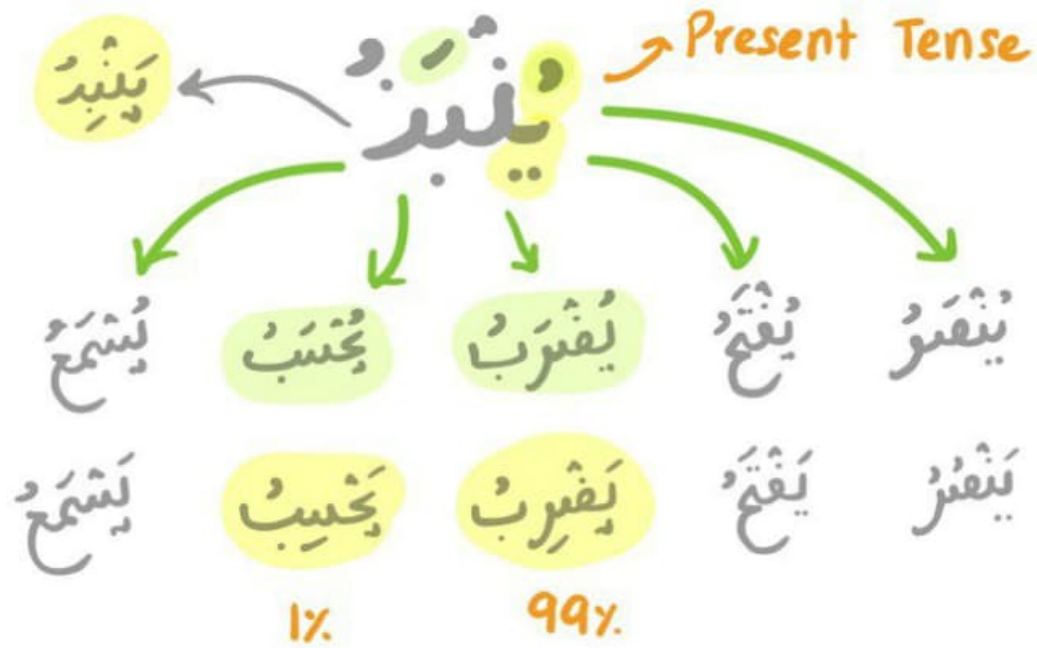 Present Tense
يُنْبَزُ
يَنْبِزُ
يُنْصَرُ يُفْتَحُ يُضْرَبُ يُحْسَبُ يُسْمَعُ
يَنْصُرُ يَفْتَحُ يَضْرِبُ يَحْسِبُ يَسْمَعُ
99% 1%